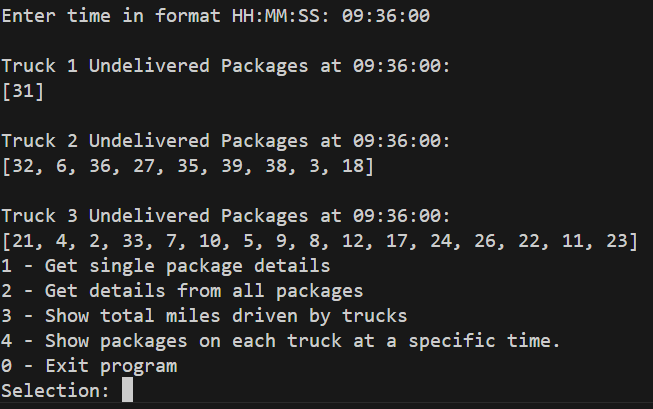 Enter time in format HH:MM:SS: 09:36:00
Truck 1 Undelivered Packages at 09:36:00:
[31]
Truck 2 Undelivered Packages at 09:36:00:
[32, 6, 36, 27, 35, 39, 38, 3, 18]
Truck 3 Undelivered Packages at 09:36:00:
[21, 4, 2, 33, 7, 10, 5, 9, 8, 12, 17, 24, 26, 22, 11, 23]
1 - Get single package details
2 - Get details from all packages
3 - Show total miles driven by trucks
4 - Show packages on each truck at a specific time.
0 - Exit program
Selection: